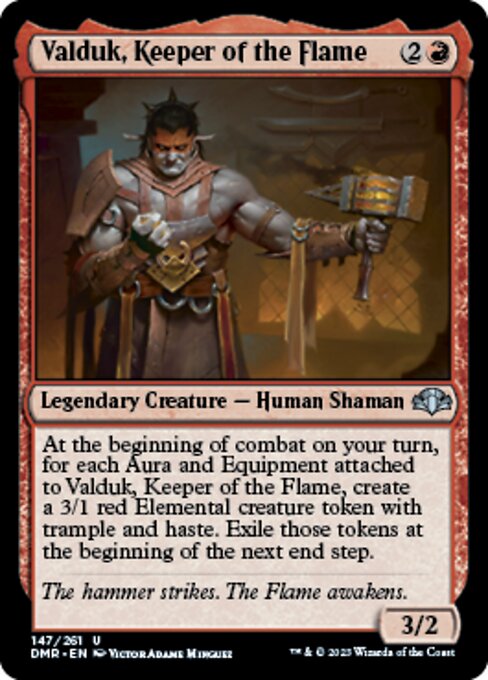 Valduk, Keeper of the Flame 2
Legendary Creature — Human Shaman
At the beginning of combat on your turn,
for each Aura and Equipment attached
to Valduk, Keeper of the Flame, create
a 3/1 red Elemental creature token with
trample and haste. Exile those tokens at
the beginning of the next end step.
The hammer strikes. The Flame awakens.
3/2
147/261 U
DMR • EN Victor Adame Minguez
™ & © 2023 Wizards of the Coast